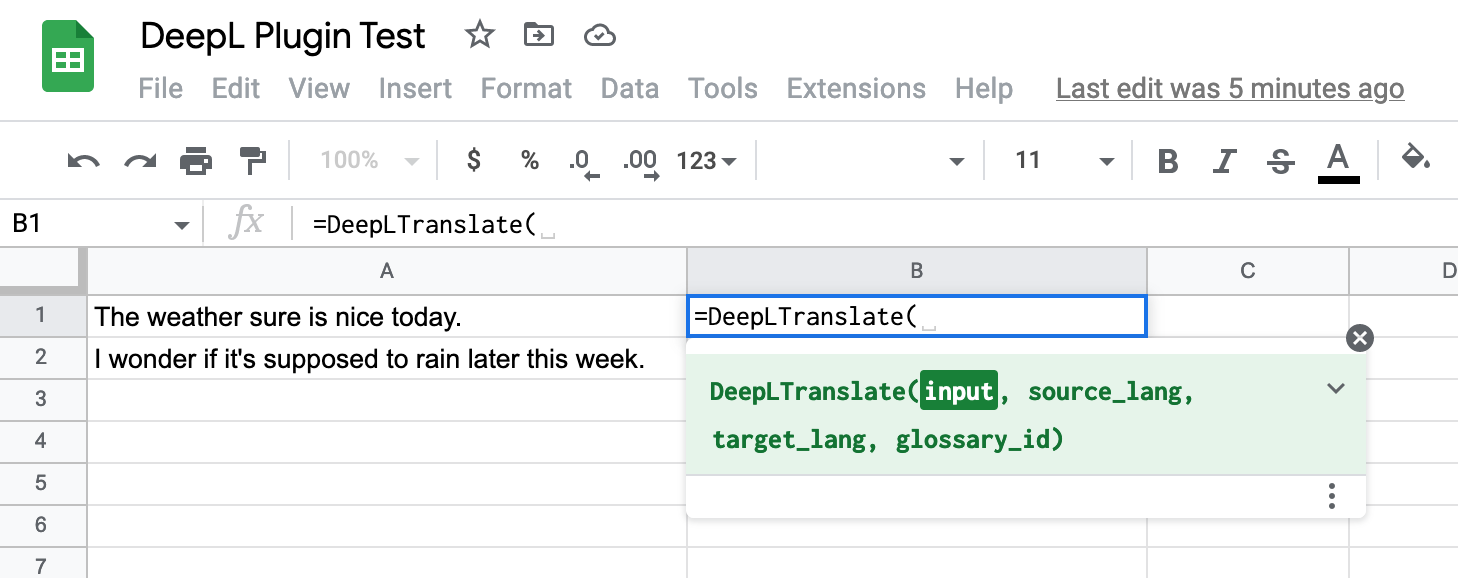 DeepL Plugin Test
File Edit View Insert Format Data Tools Extensions Help Last edit was 5 minutes ago
100% $ % .0 .00 123 11 B I S A
B1 fx =DeepLTranslate(
A B C D
1 The weather sure is nice today. =DeepLTranslate(
2 I wonder if it's supposed to rain later this week.
DeepLTranslate(input, source_lang,
3
target_lang, glossary_id)
4
5
6
7